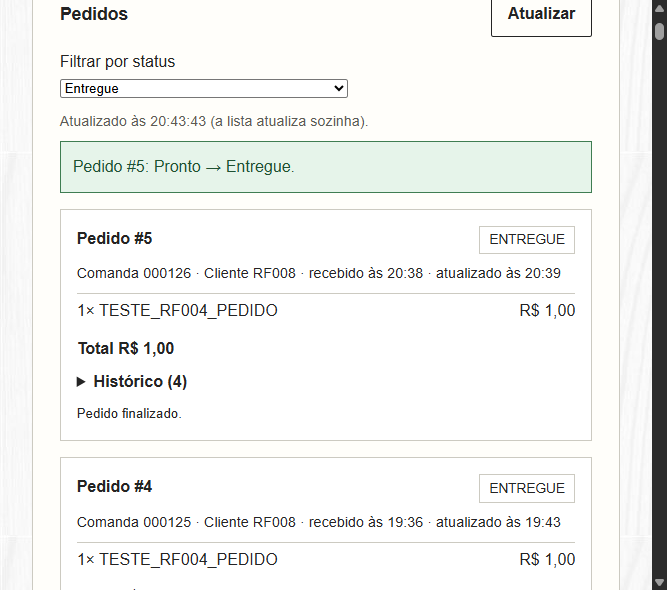 Pedidos
Atualizar
Filtrar por status
Entregue
Atualizado às 20:43:43 (a lista atualiza sozinha).
Pedido #5: Pronto → Entregue.
Pedido #5
ENTREGUE
Comanda 000126 · Cliente RF008 · recebido às 20:38 · atualizado às 20:39
1× TESTE_RF004_PEDIDO R$ 1,00
Total R$ 1,00
▶ Histórico (4)
Pedido finalizado.
Pedido #4
ENTREGUE
Comanda 000125 · Cliente RF008 · recebido às 19:36 · atualizado às 19:43
1× TESTE_RF004_PEDIDO R$ 1,00